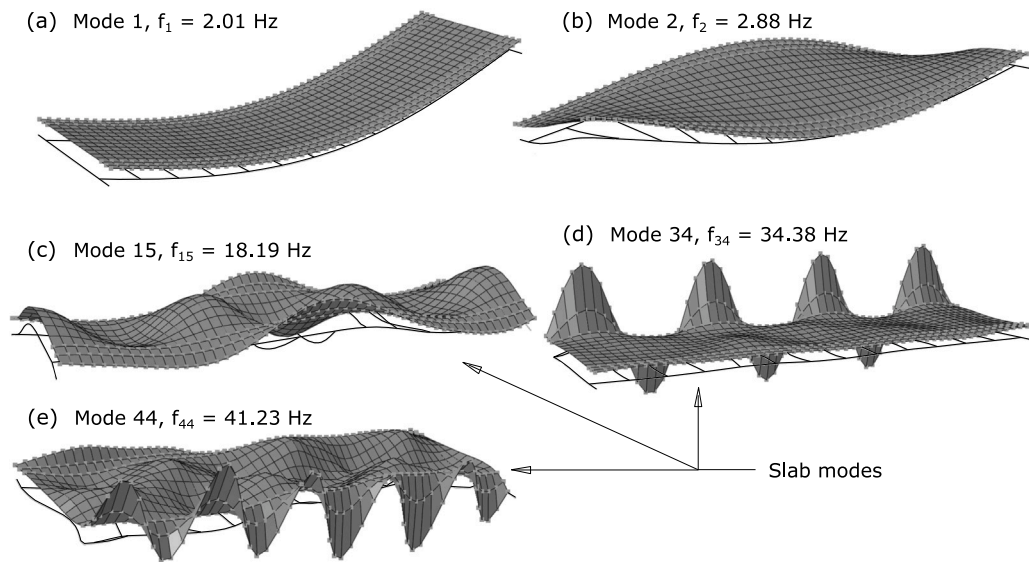 (a) Mode 1, f₁ = 2.01 Hz
(b) Mode 2, f₂ = 2.88 Hz
(c) Mode 15, f₁₅ = 18.19 Hz
(d) Mode 34, f₃₄ = 34.38 Hz
(e) Mode 44, f₄₄ = 41.23 Hz
Slab modes